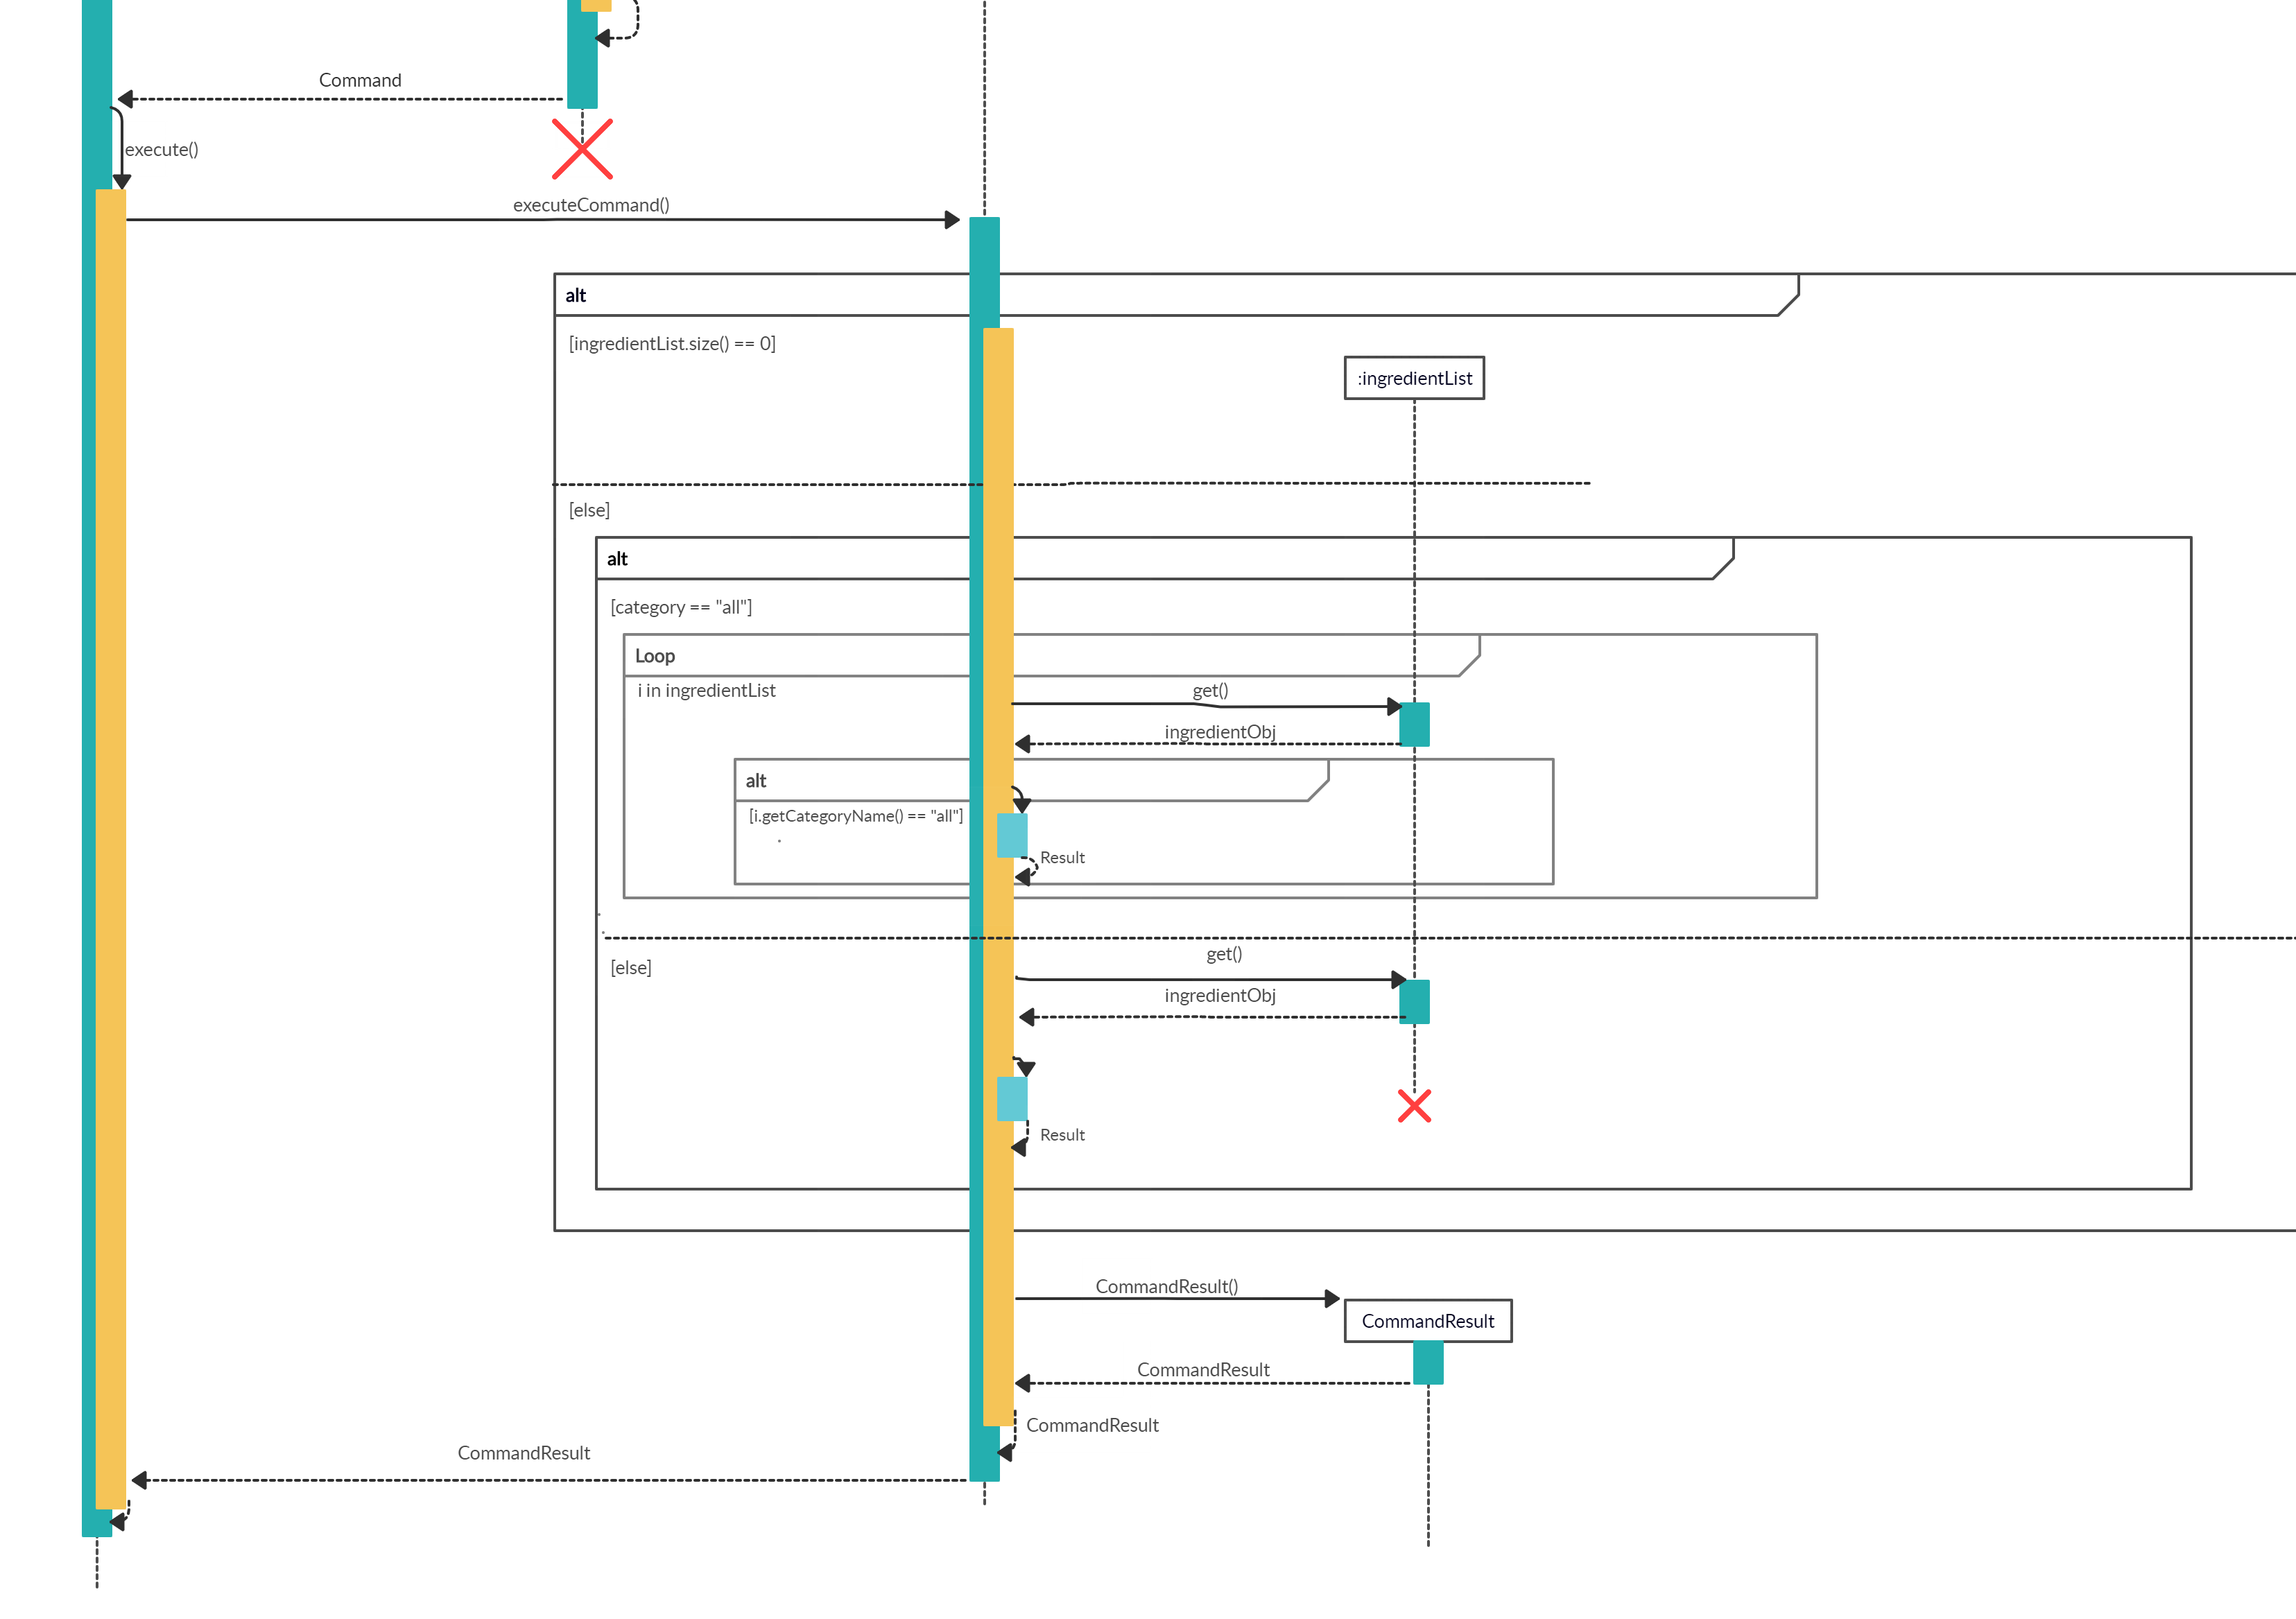 Command
execute()
executeCommand()
alt
[ingredientList.size() == 0]
:ingredientList
[else]
alt
[category == "all"]
Loop
i in ingredientList
get()
ingredientObj
alt
[i.getCategoryName() == "all"]
Result
get()
[else]
ingredientObj
Result
CommandResult()
CommandResult
CommandResult
CommandResult
CommandResult